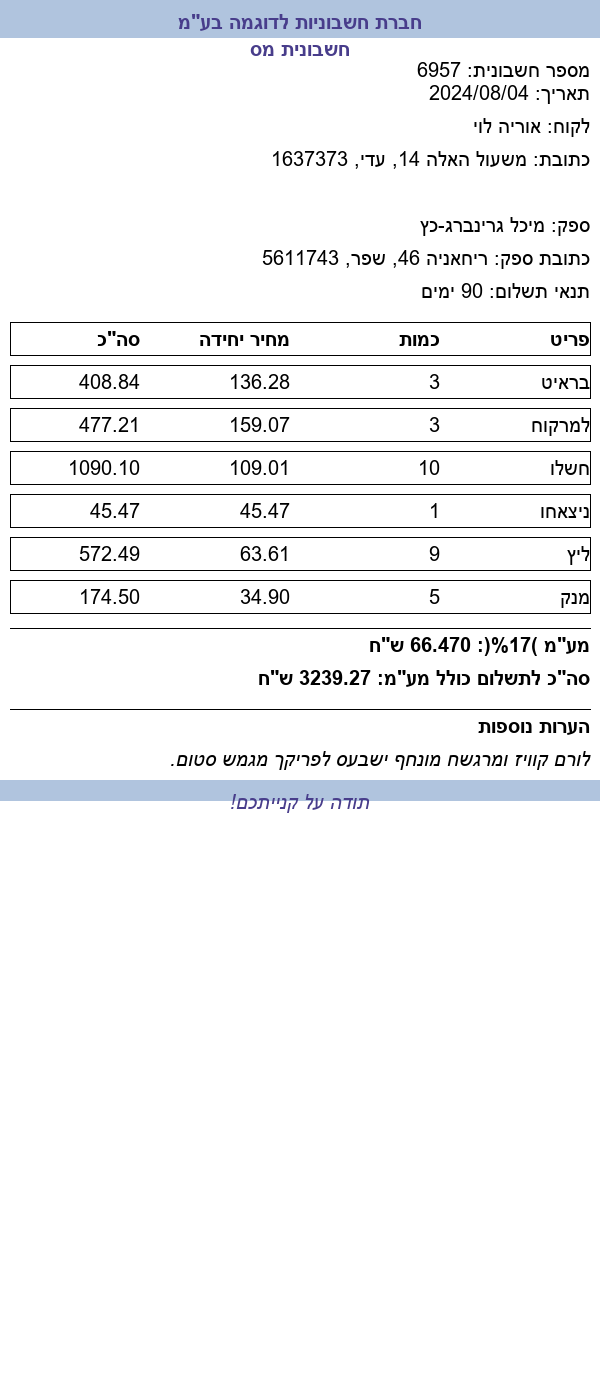 חברת חשבוניות לדוגמה בע"מ
חשבונית מס
מספר חשבונית: 6957
תאריך: 2024/08/04
לקוח: אוריה לוי
כתובת: משעול האלה 14, עדי, 1637373
ספק: מיכל גרינברג-כץ
כתובת ספק: ריחאניה 46, שפר, 5611743
תנאי תשלום: 90 ימים
פריט כמות מחיר יחידה סה"כ
בראיט 3 136.28 408.84
למרקוח 3 159.07 477.21
חשלו 10 109.01 1090.10
ניצאחו 1 45.47 45.47
ליץ 9 63.61 572.49
מנק 5 34.90 174.50
מע"מ )17%(: 66.470 ש"ח
סה"כ לתשלום כולל מע"מ: 3239.27 ש"ח
הערות נוספות
לורם קוויז ומרגשח מונחף ישבעס לפריקך מגמש סטום.
תודה על קנייתכם!